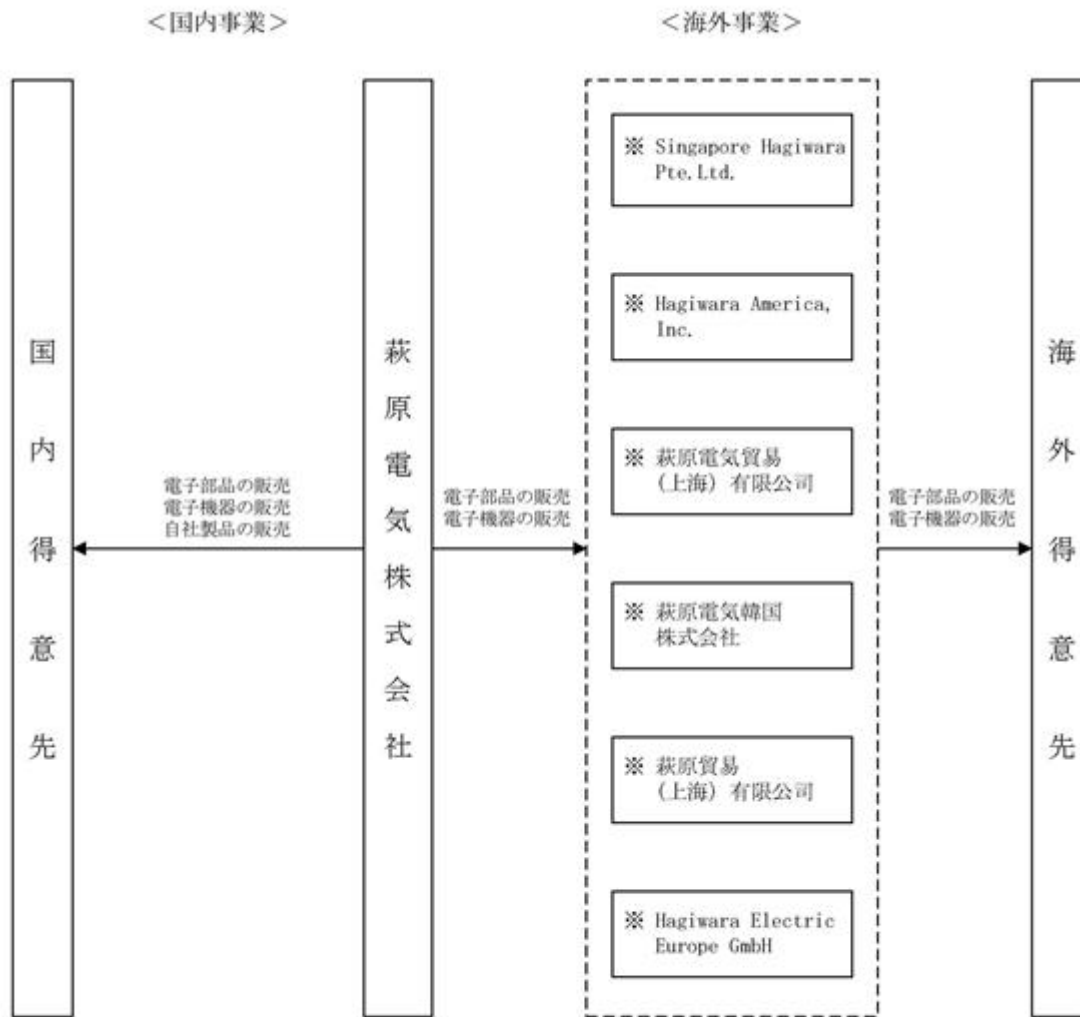 ＜国内事業＞
＜海外事業＞
国内得意先
電子部品の販売
電子機器の販売
自社製品の販売
萩原電気株式会社
電子部品の販売
電子機器の販売
※ Singapore Hagiwara
Pte.Ltd.
※ Hagiwara America,
Inc.
※ 萩原電気貿易
（上海）有限公司
※ 萩原電気韓国
株式会社
※ 萩原貿易
（上海）有限公司
※ Hagiwara Electric
Europe GmbH
電子部品の販売
電子機器の販売
海外得意先